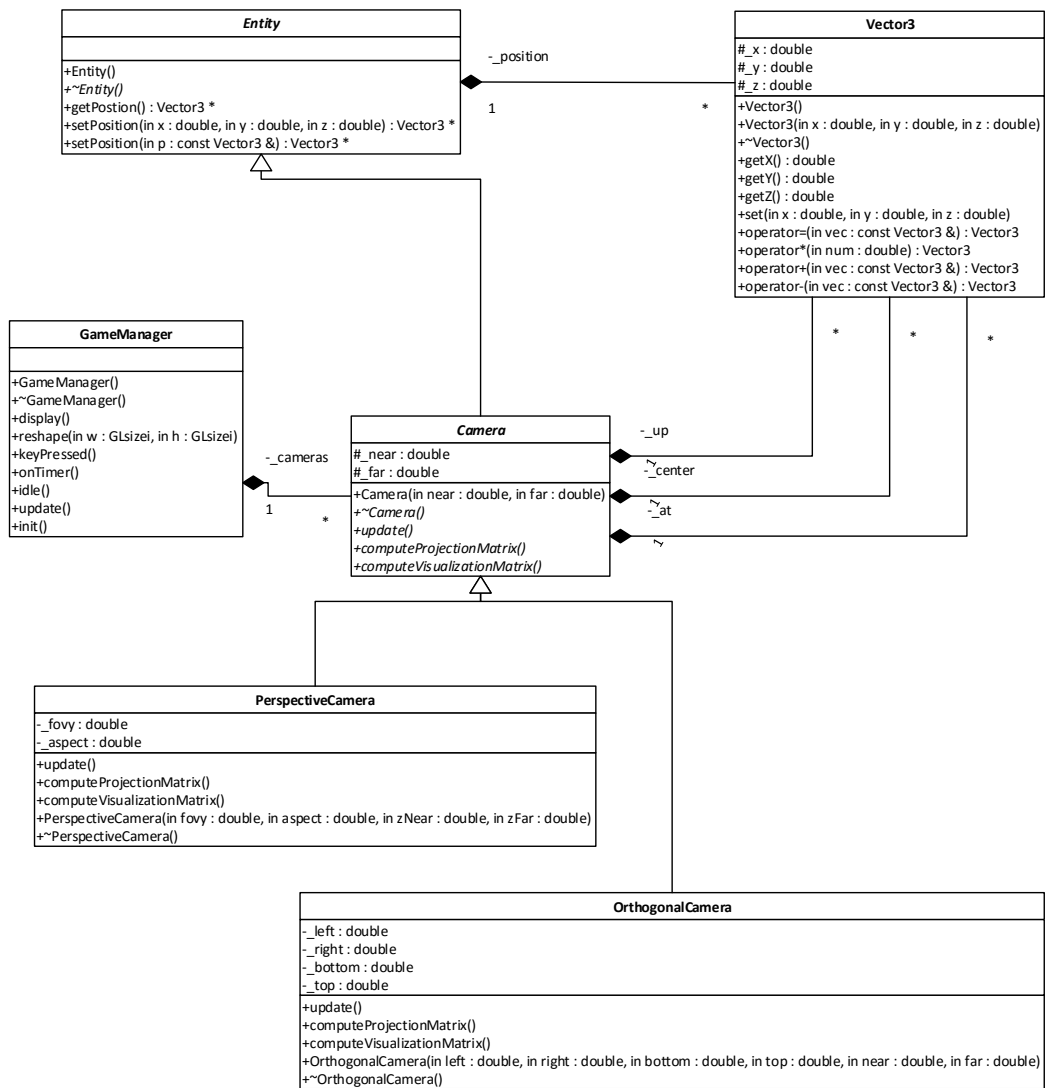 Entity
+Entity()
+~Entity()
+getPostion() : Vector3 *
+setPosition(in x : double, in y : double, in z : double) : Vector3 *
+setPosition(in p : const Vector3 &) : Vector3 *
-_position
1
*
Vector3
#_x : double
#_y : double
#_z : double
+Vector3()
+Vector3(in x : double, in y : double, in z : double)
+~Vector3()
+getX() : double
+getY() : double
+getZ() : double
+set(in x : double, in y : double, in z : double)
+operator=(in vec : const Vector3 &) : Vector3
+operator*(in num : double) : Vector3
+operator+(in vec : const Vector3 &) : Vector3
+operator-(in vec : const Vector3 &) : Vector3
*
*
*
GameManager
+GameManager()
+~GameManager()
+display()
+reshape(in w : GLsizei, in h : GLsizei)
+keyPressed()
+onTimer()
+idle()
+update()
+init()
-_cameras
1
*
Camera
#_near : double
#_far : double
+Camera(in near : double, in far : double)
+~Camera()
+update()
+computeProjectionMatrix()
+computeVisualizationMatrix()
-_up
1
-_center
1
-_at
1
PerspectiveCamera
-_fovy : double
-_aspect : double
+update()
+computeProjectionMatrix()
+computeVisualizationMatrix()
+PerspectiveCamera(in fovy : double, in aspect : double, in zNear : double, in zFar : double)
+~PerspectiveCamera()
OrthogonalCamera
-_left : double
-_right : double
-_bottom : double
-_top : double
+update()
+computeProjectionMatrix()
+computeVisualizationMatrix()
+OrthogonalCamera(in left : double, in right : double, in bottom : double, in top : double, in near : double, in far : double)
+~OrthogonalCamera()